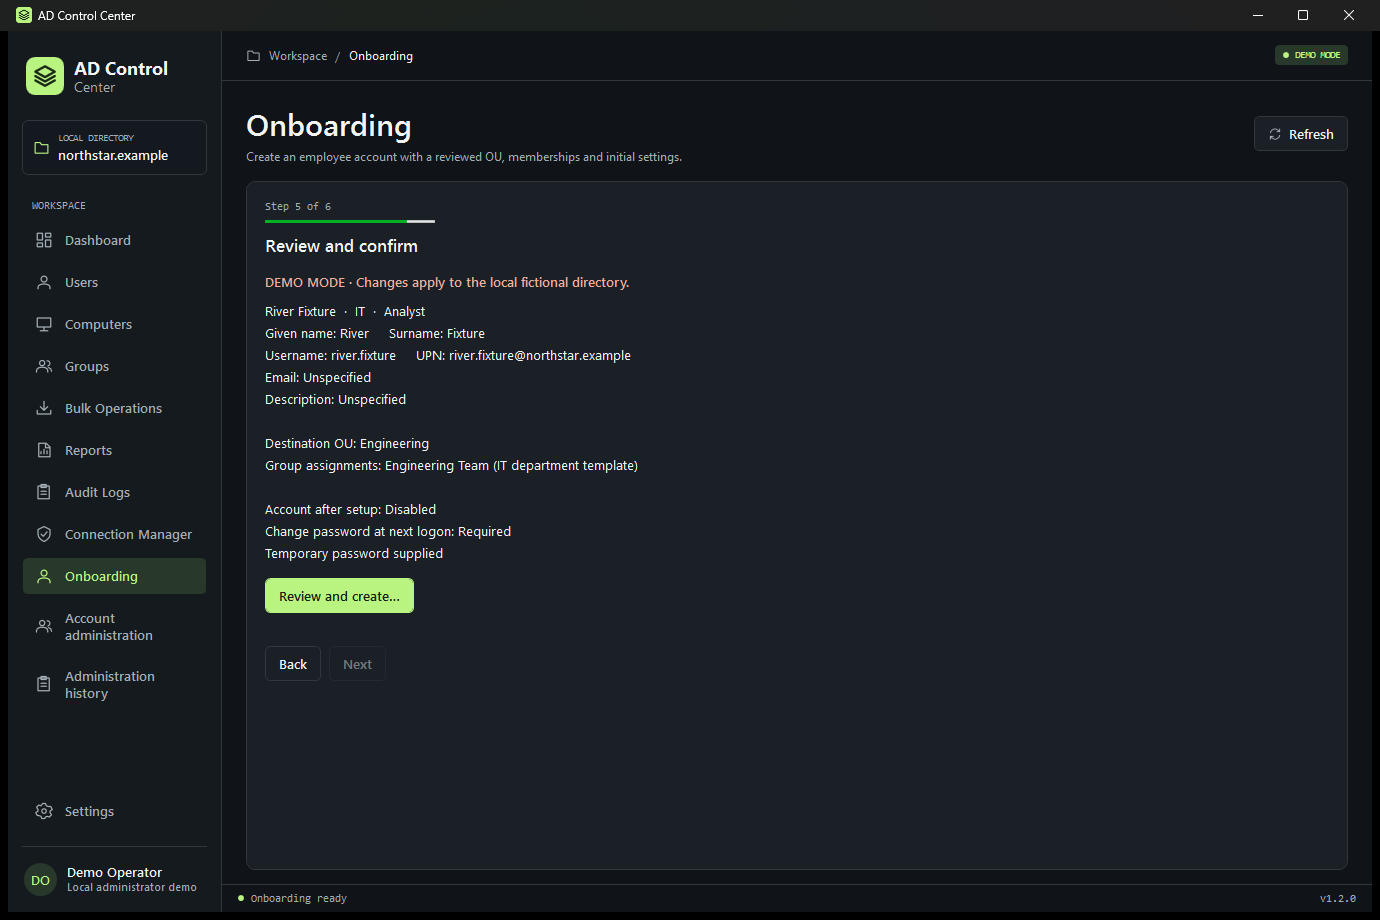 AD Control Center
AD Control
Center
LOCAL DIRECTORY
northstar.example
WORKSPACE
Dashboard
Users
Computers
Groups
Bulk Operations
Reports
Audit Logs
Connection Manager
Onboarding
Account
administration
Administration
history
Settings
DO
Demo Operator
Local administrator demo
Workspace / Onboarding
DEMO MODE
Onboarding
Create an employee account with a reviewed OU, memberships and initial settings.
Refresh
Step 5 of 6
Review and confirm
DEMO MODE · Changes apply to the local fictional directory.
River Fixture · IT · Analyst
Given name: River Surname: Fixture
Username: river.fixture UPN: river.fixture@northstar.example
Email: Unspecified
Description: Unspecified
Destination OU: Engineering
Group assignments: Engineering Team (IT department template)
Account after setup: Disabled
Change password at next logon: Required
Temporary password supplied
Review and create...
Back Next
Onboarding ready
v1.2.0